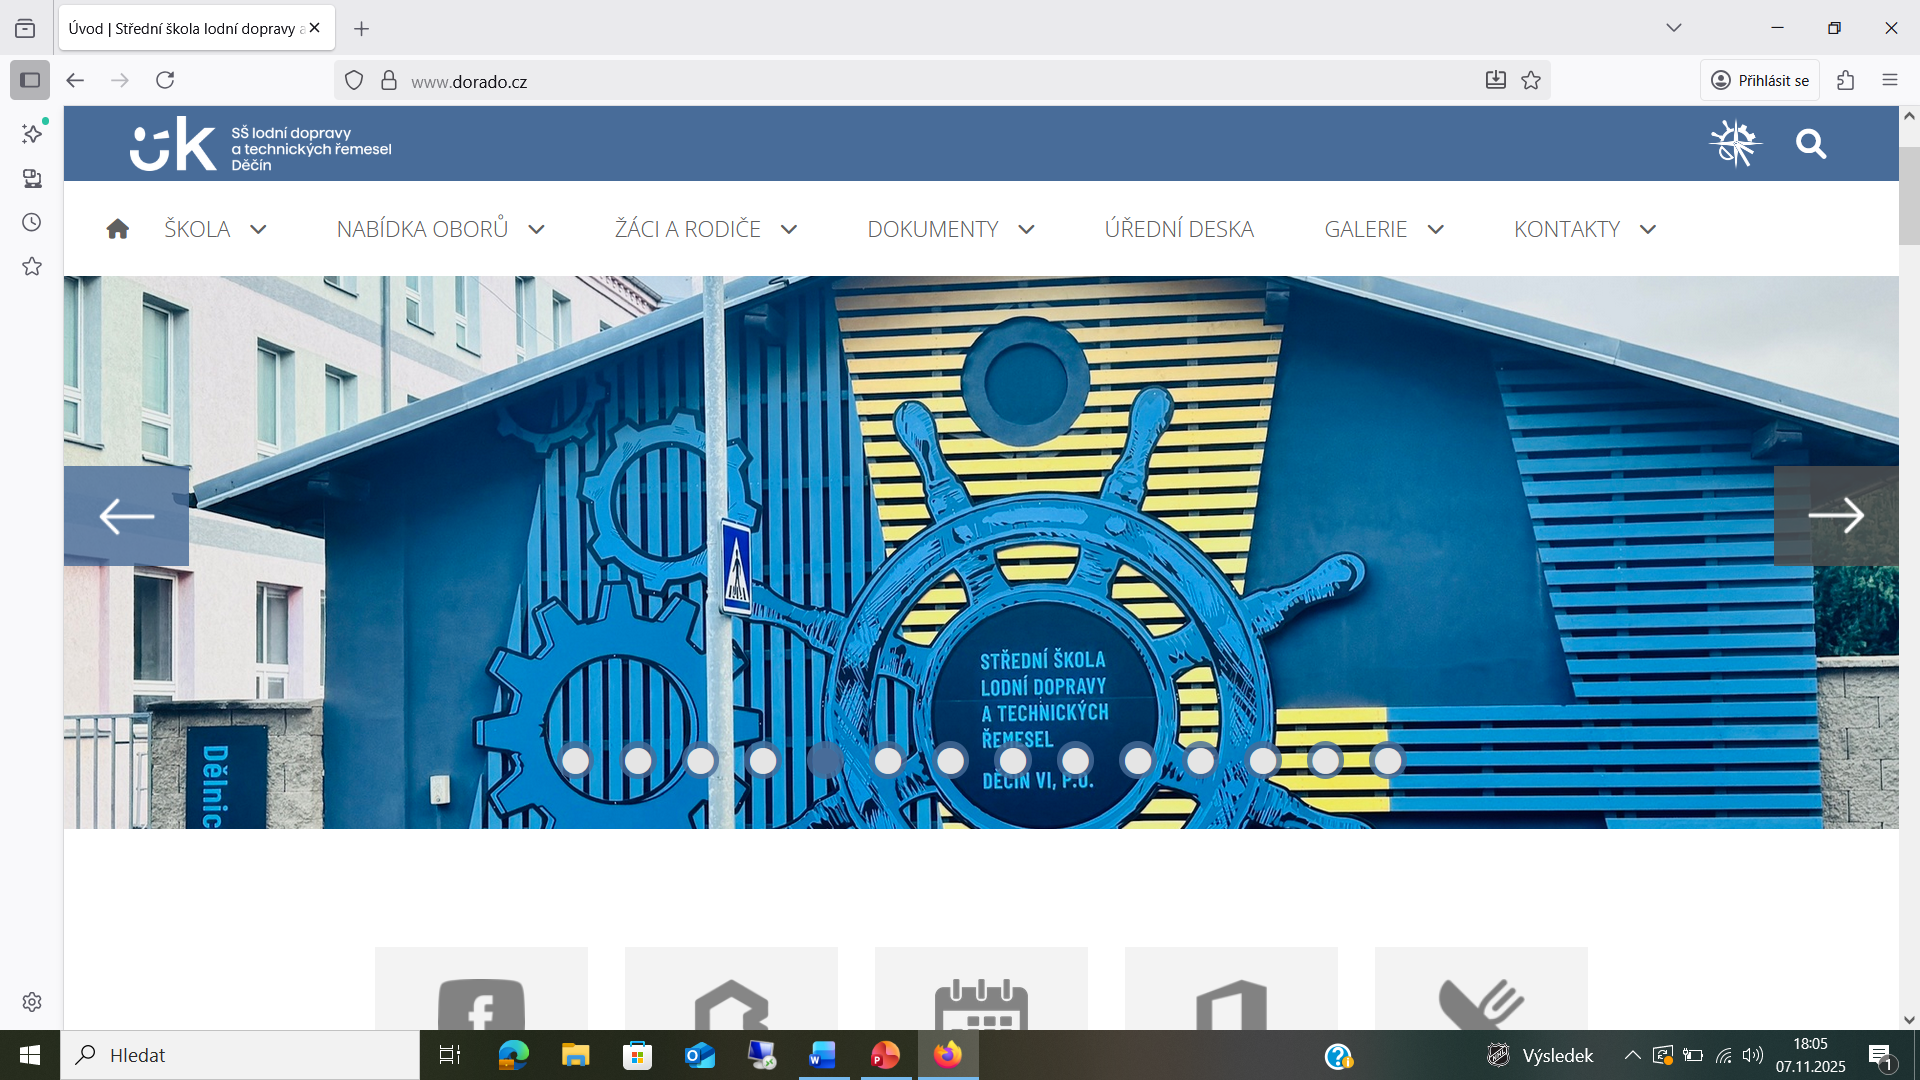 Úvod | Střední škola lodní dopravy a
www.dorado.cz
Přihlásit se
úk
SŠ lodní dopravy
a technických řemesel
Děčín
ŠKOLA
NABÍDKA OBORŮ
ŽÁCI A RODIČE
DOKUMENTY
ÚŘEDNÍ DESKA
GALERIE
KONTAKTY
STŘEDNÍ ŠKOLA
LODNÍ DOPRAVY
A TECHNICKÝCH
ŘEMESEL
DĚČÍN VI, P.O.
Dělnic
Hledat
Výsledek
18:05
07.11.2025
1